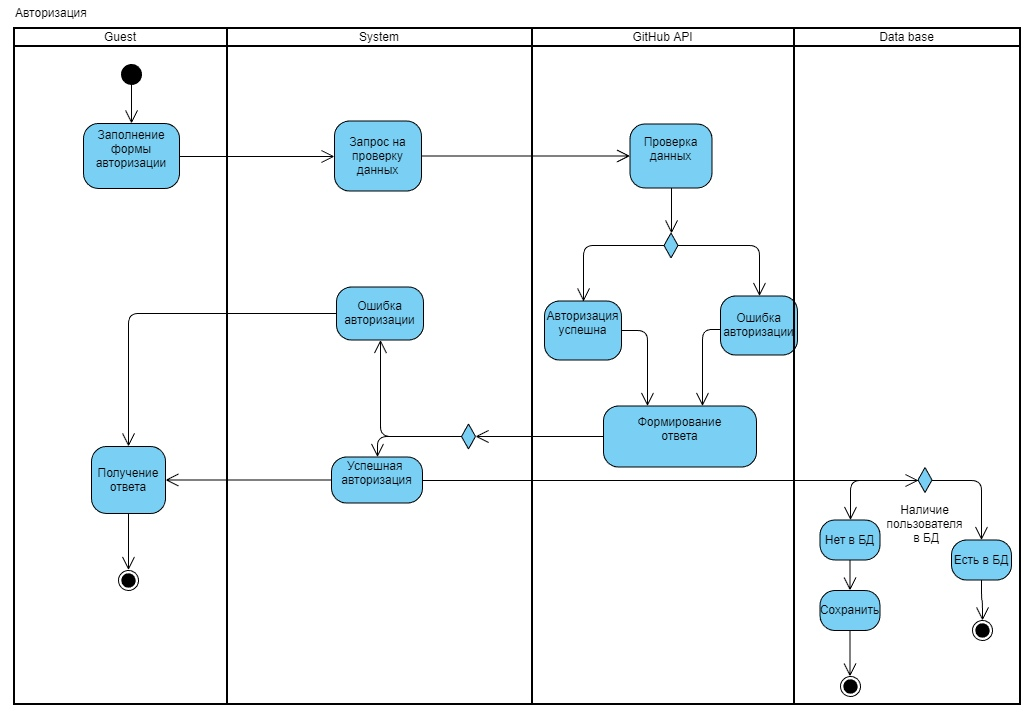 Авторизация
Guest
System
GitHub API
Data base
Заполнение
формы
авторизации
Запрос на
проверку
данных
Проверка
данных
Ошибка
авторизации
Авторизация
успешна
Ошибка
авторизации
Формирование
ответа
Получение
ответа
Успешная
авторизация
Наличие
пользователя
в БД
Нет в БД
Есть в БД
Сохранить